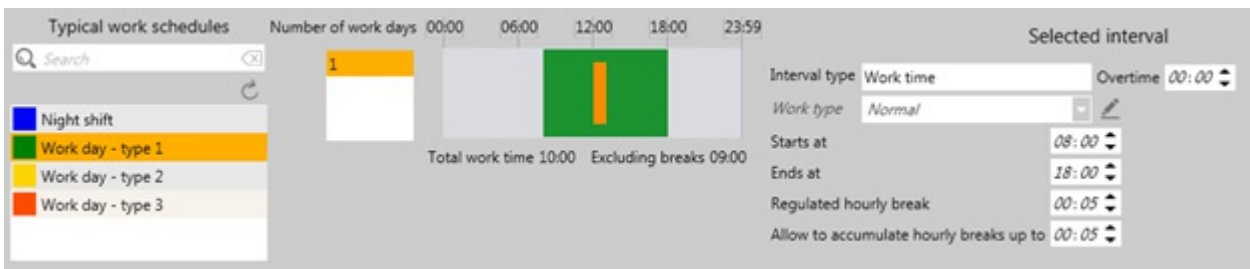 Typical work schedules
Search
Night shift
Work day - type 1
Work day - type 2
Work day - type 3
Number of work days
1
00:00 06:00 12:00 18:00 23:59
Total work time 10:00 Excluding breaks 09:00
Selected interval
Interval type Work time Overtime 00:00
Work type Normal
Starts at 08:00
Ends at 18:00
Regulated hourly break 00:05
Allow to accumulate hourly breaks up to 00:05